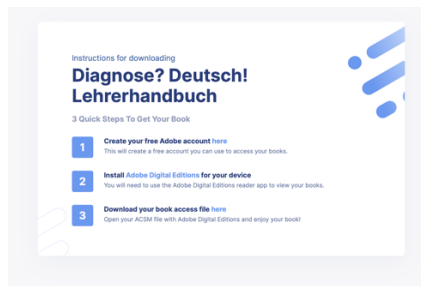 Instructions for downloading
Diagnose? Deutsch!
Lehrerhandbuch
3 Quick Steps To Get Your Book
1
Create your free Adobe account here
This will create a free account you can use to access your books.
2
Install Adobe Digital Editions for your device
You will need to use the Adobe Digital Editions reader app to view your books.
3
Download your book access file here
Open your ACSM file with Adobe Digital Editions and enjoy your book!